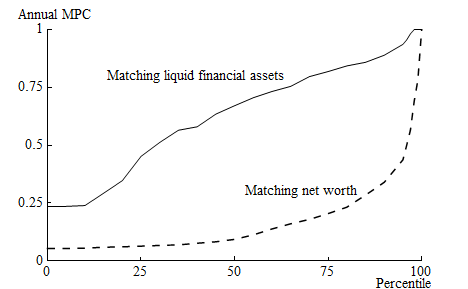 Annual MPC
1
Matching liquid financial assets
0.75
0.5
Matching net worth
0.25
0
0 25 50 75 100
Percentile